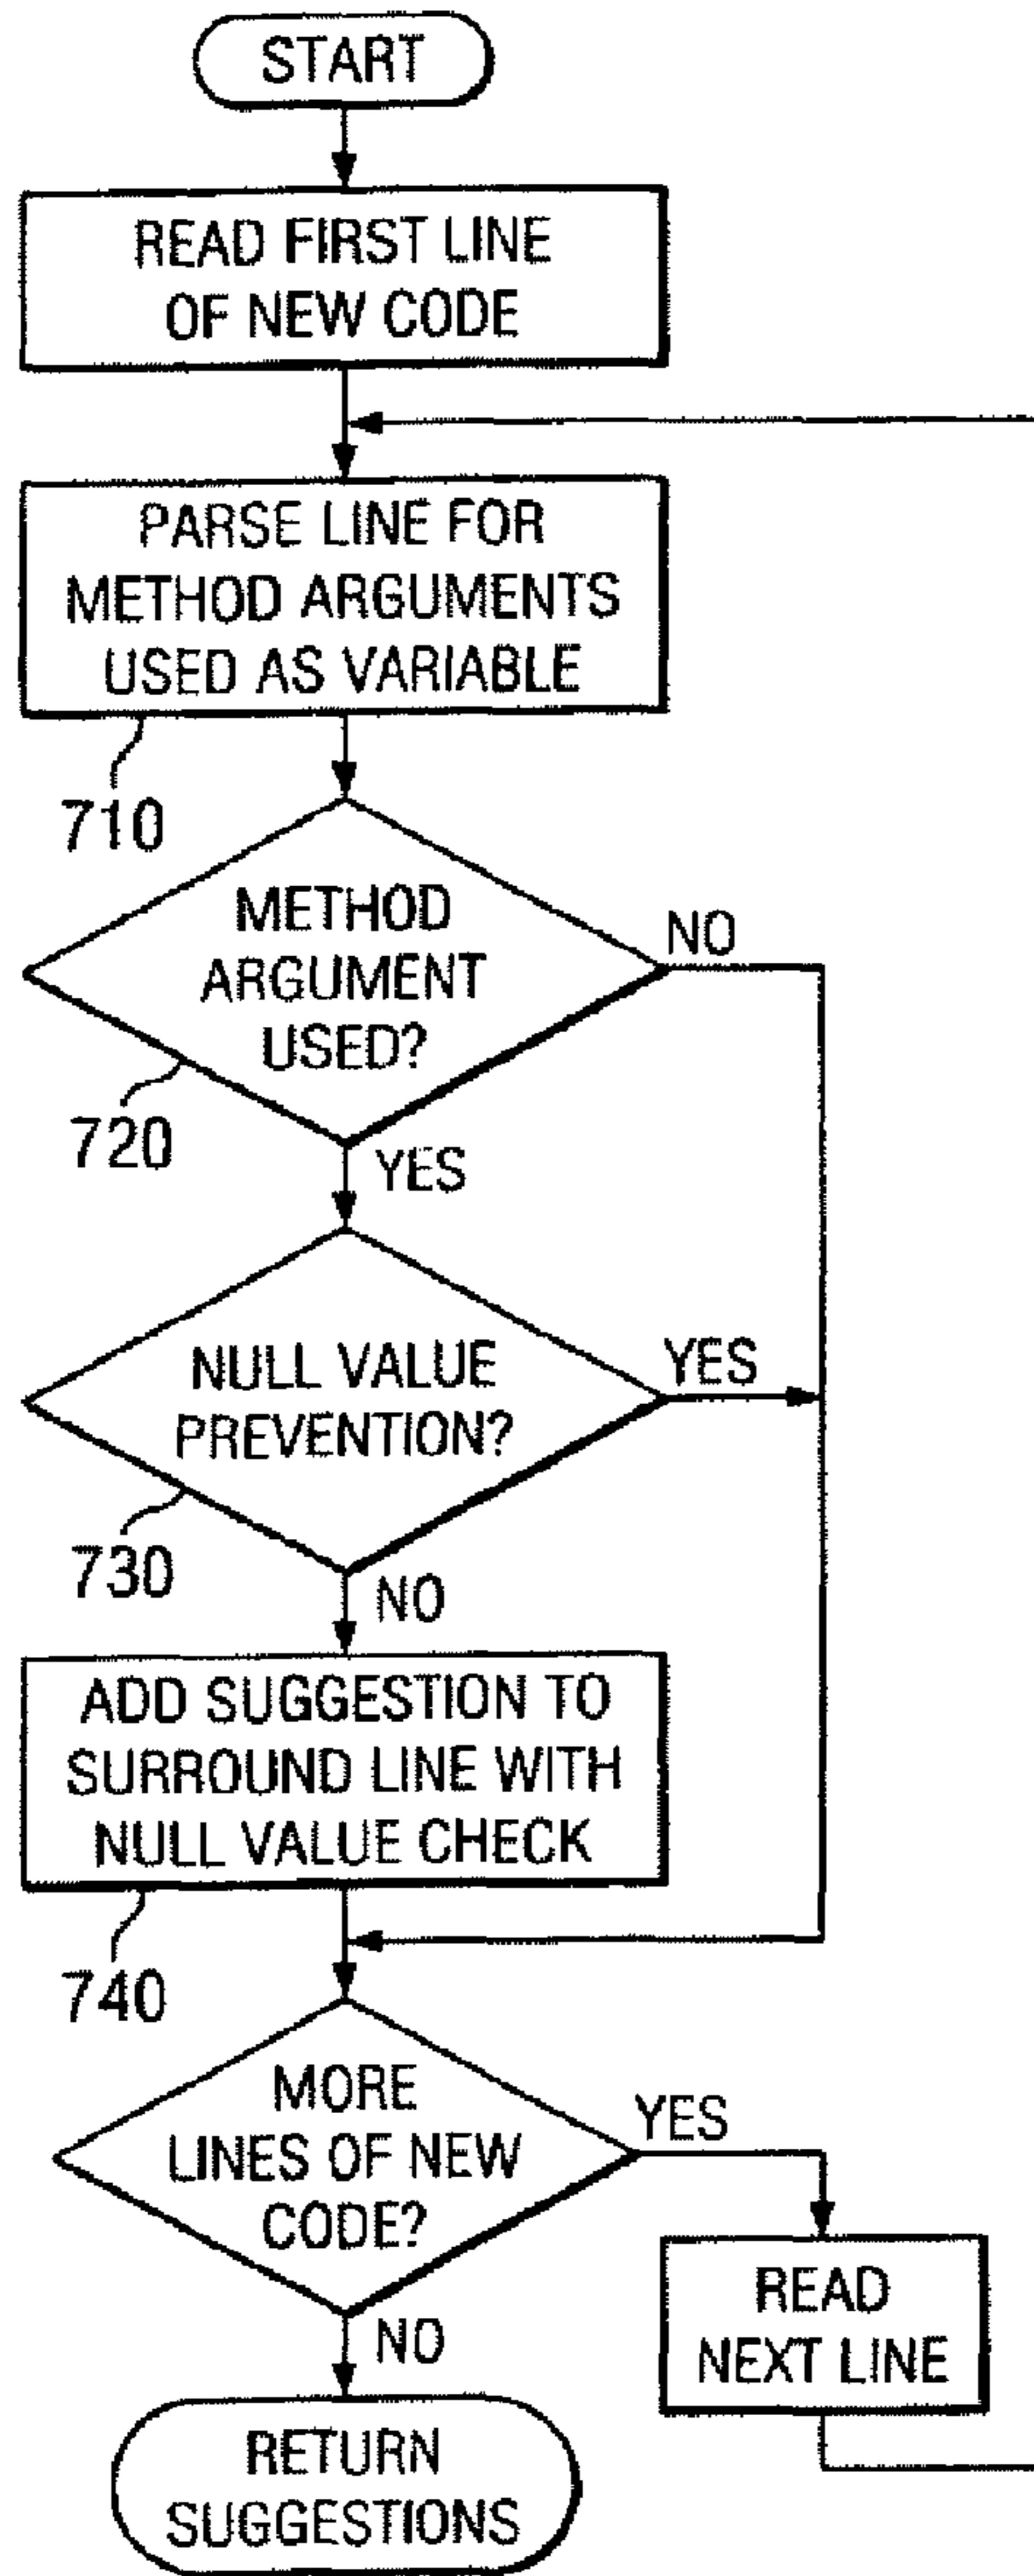 START
READ FIRST LINE
OF NEW CODE
PARSE LINE FOR
METHOD ARGUMENTS
USED AS VARIABLE
710
METHOD
ARGUMENT
USED?
NO
720
YES
NULL VALUE
PREVENTION?
YES
730
NO
ADD SUGGESTION TO
SURROUND LINE WITH
NULL VALUE CHECK
740
MORE
LINES OF NEW
CODE?
YES
READ
NEXT LINE
NO
RETURN
SUGGESTIONS